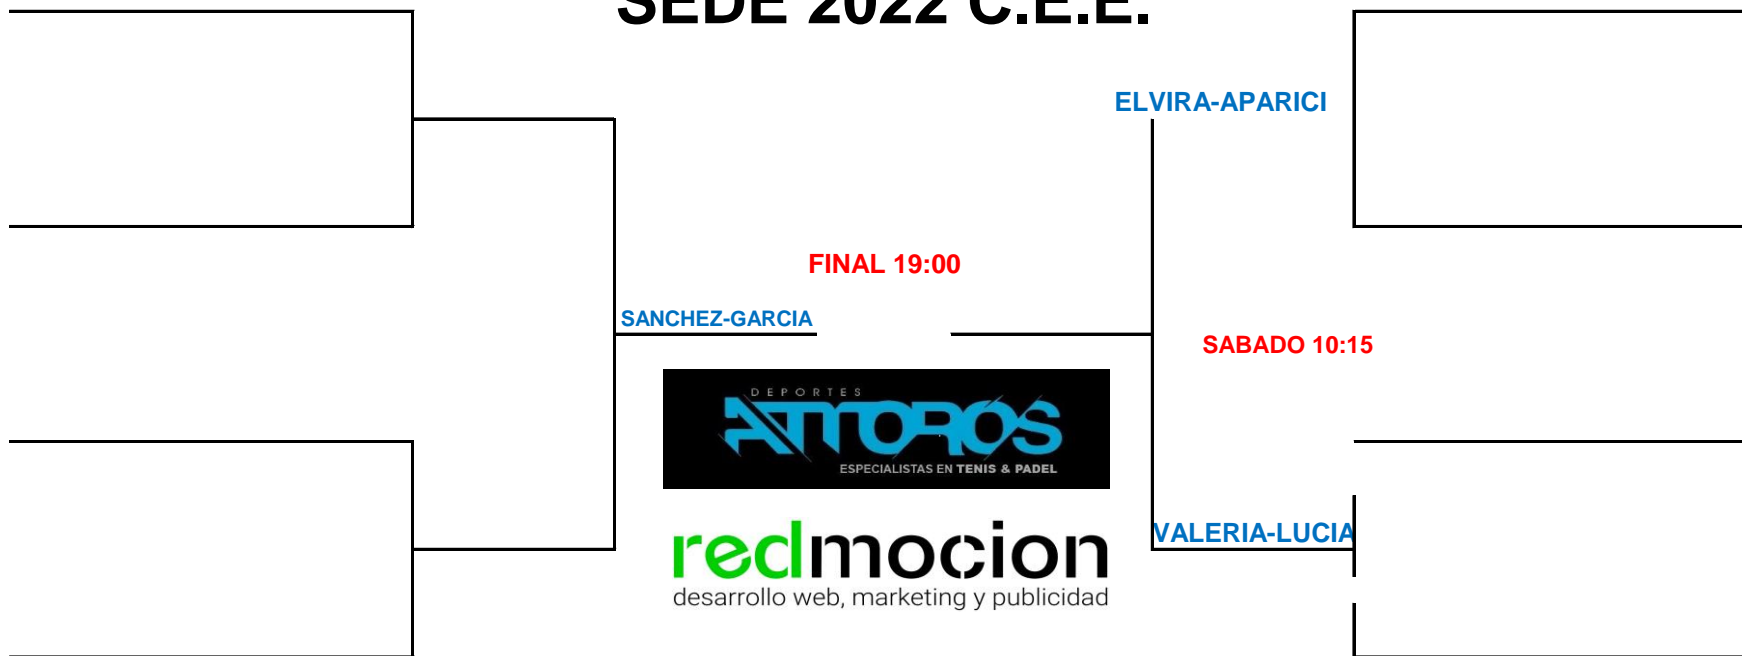 SEDE 2022 C.E.E.
ELVIRA-APARICI
FINAL 19:00
SANCHEZ-GARCIA
SABADO 10:15
DEPORTES
AMORÓS
ESPECIALISTAS EN TENIS & PADEL
VALERIA-LUCIA
redmocion
desarrollo web, marketing y publicidad